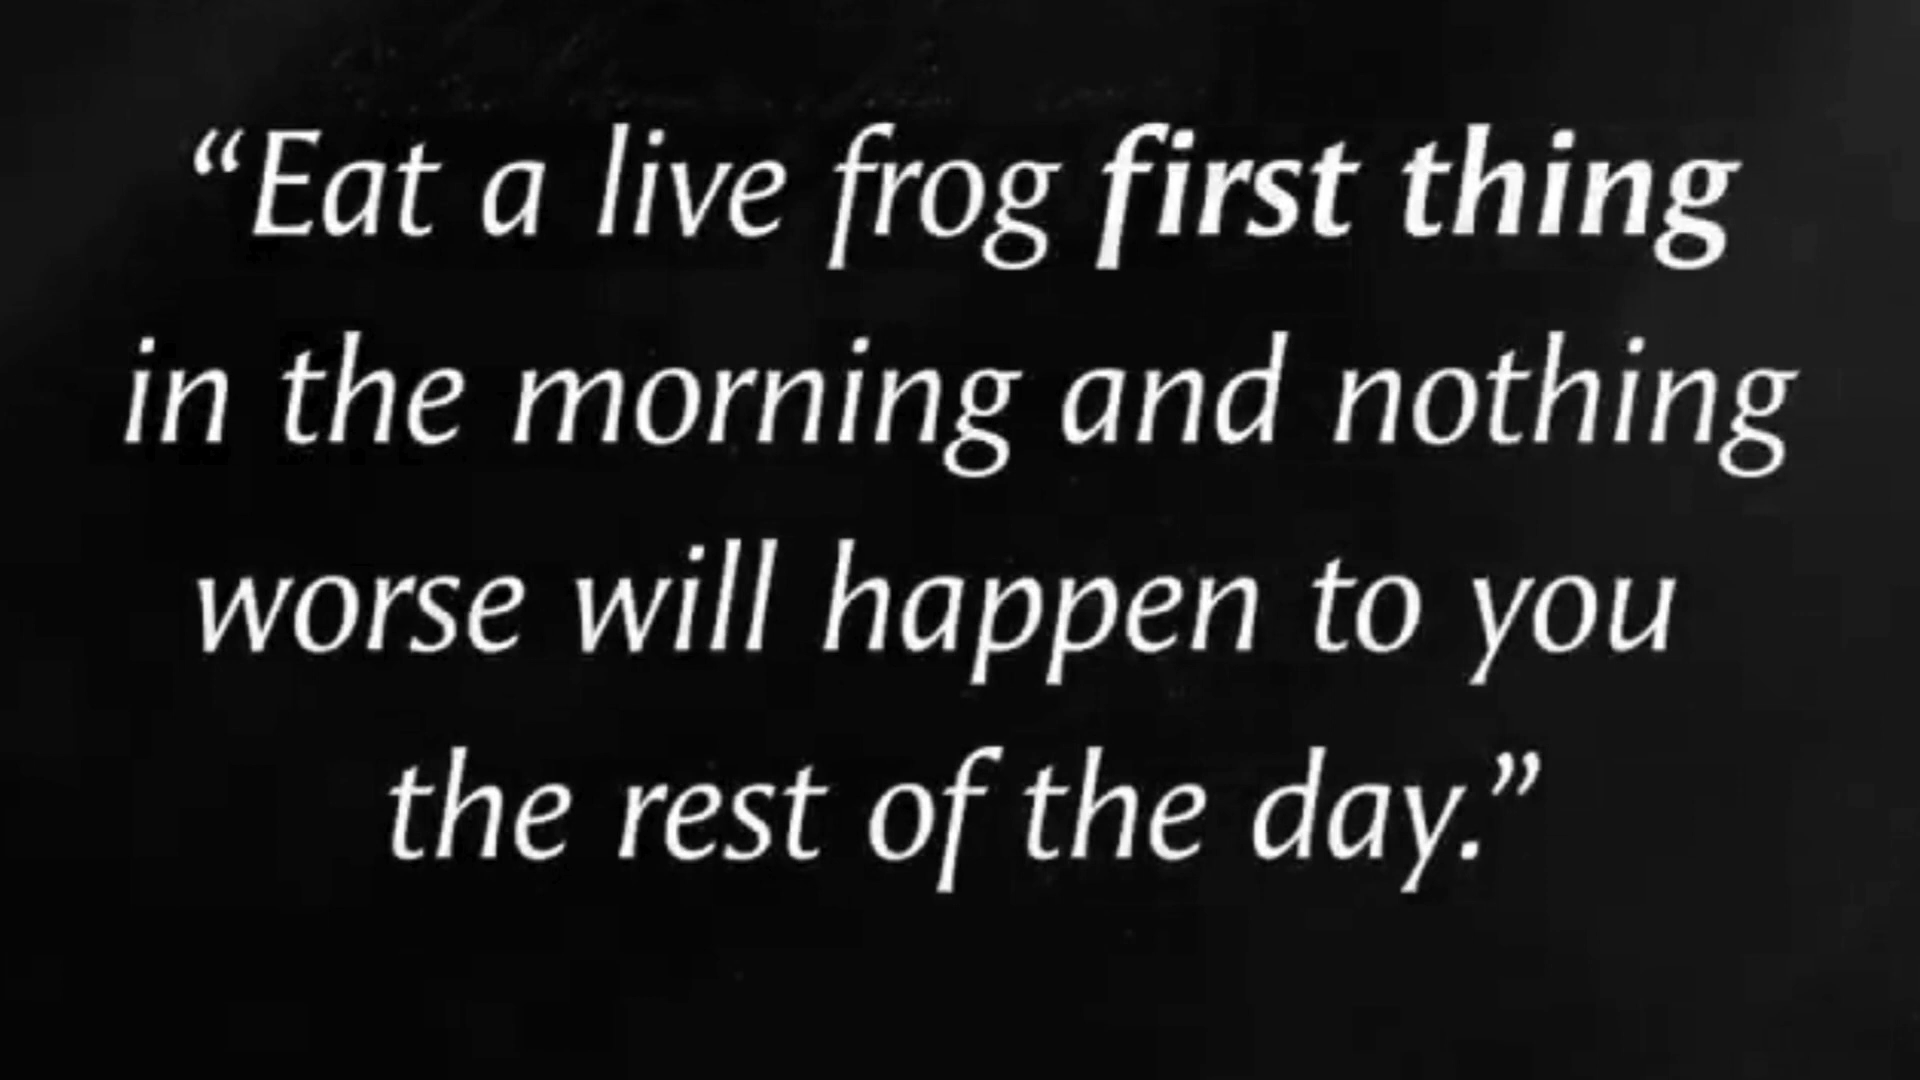 “Eat a live frog first thing
in the morning and nothing
worse will happen to you
the rest of the day.”